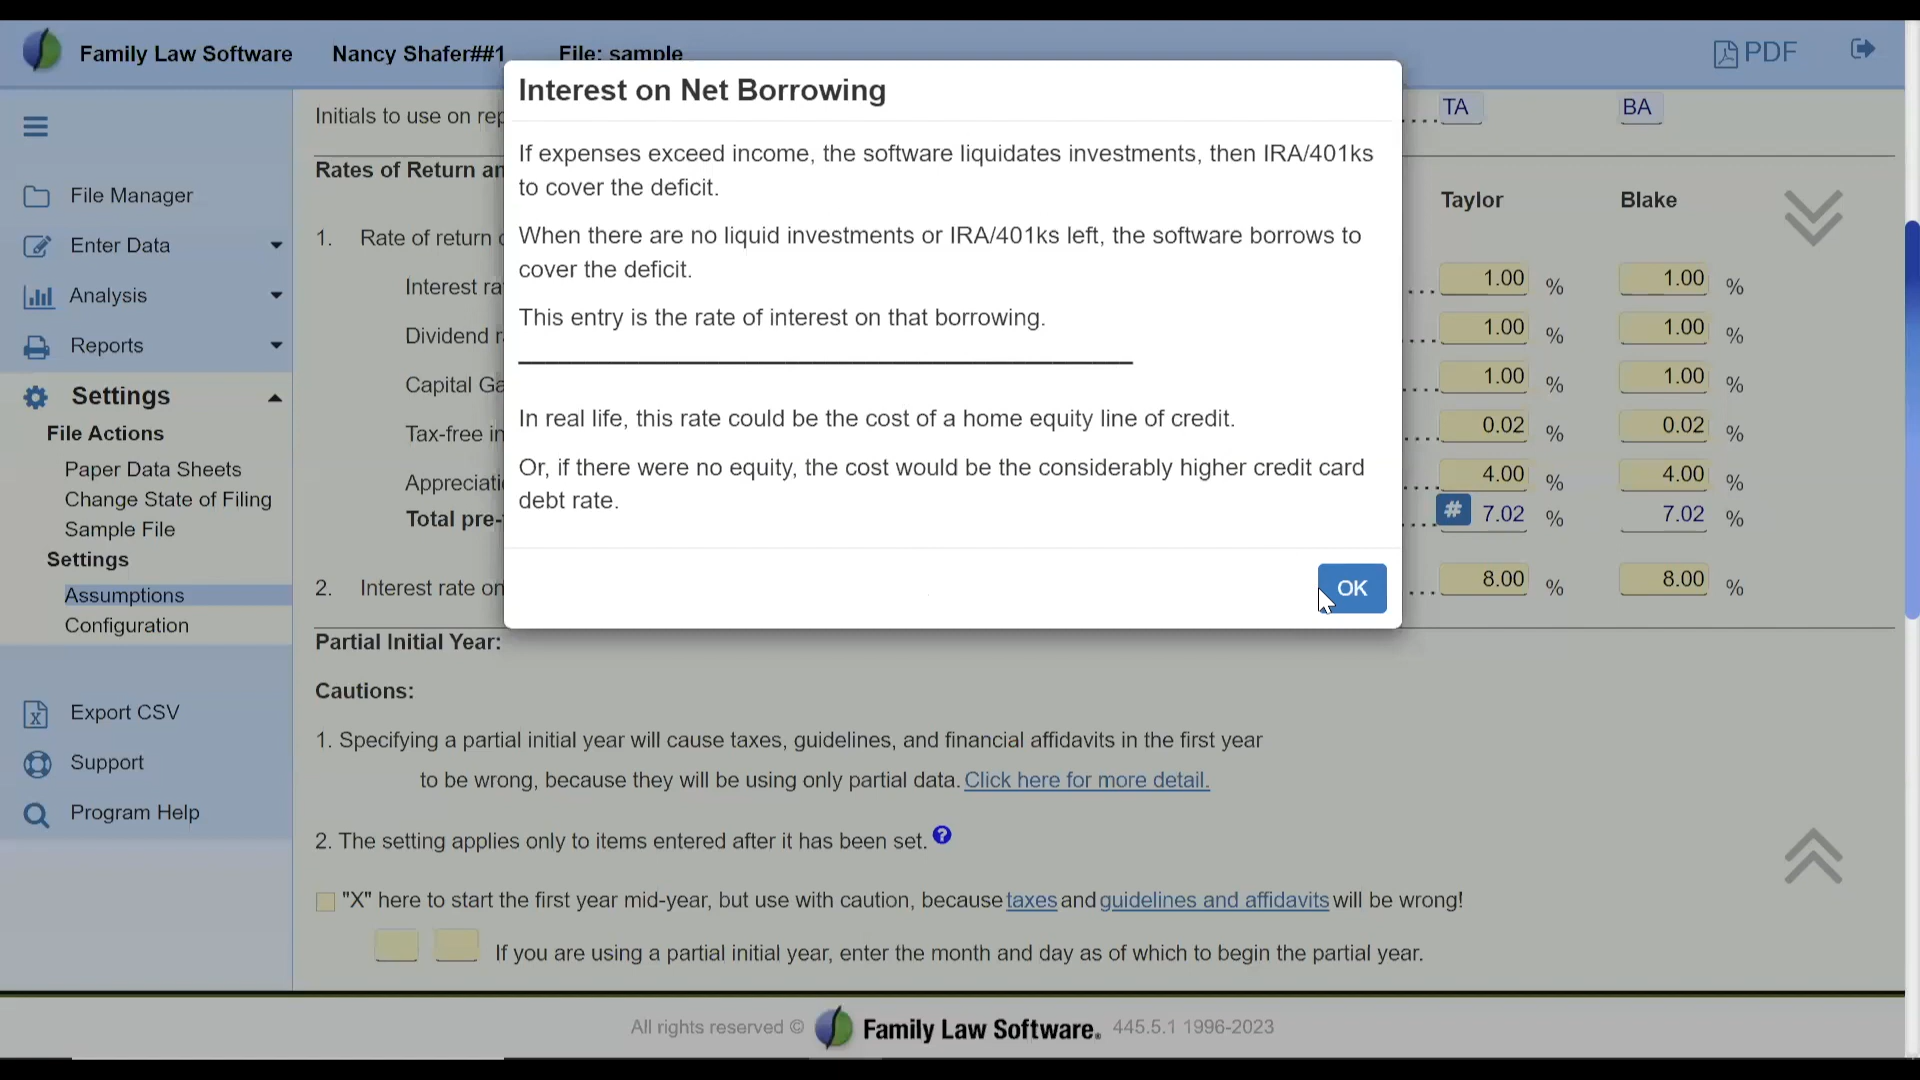 Family Law Software Nancy Shafer##1 File: sample PDF
Initials to use on rep .... TA BA
Rates of Return an Taylor Blake
1. Rate of return o
Interest ra ... 1.00 % 1.00 %
Dividend r ... 1.00 % 1.00 %
Capital Ga ... 1.00 % 1.00 %
Tax-free in ... 0.02 % 0.02 %
Appreciati ... 4.00 % 4.00 %
Total pre- ... # 7.02 % 7.02 %
2. Interest rate on ... 8.00 % 8.00 %
Interest on Net Borrowing
If expenses exceed income, the software liquidates investments, then IRA/401ks
to cover the deficit.
When there are no liquid investments or IRA/401ks left, the software borrows to
cover the deficit.
This entry is the rate of interest on that borrowing.
In real life, this rate could be the cost of a home equity line of credit.
Or, if there were no equity, the cost would be the considerably higher credit card
debt rate.
OK
File Manager
Enter Data
Analysis
Reports
Settings
File Actions
Paper Data Sheets
Change State of Filing
Sample File
Settings
Assumptions
Configuration
Export CSV
Support
Program Help
Partial Initial Year:
Cautions:
1. Specifying a partial initial year will cause taxes, guidelines, and financial affidavits in the first year
to be wrong, because they will be using only partial data. Click here for more detail.
2. The setting applies only to items entered after it has been set. ?
"X" here to start the first year mid-year, but use with caution, because taxes and guidelines and affidavits will be wrong!
If you are using a partial initial year, enter the month and day as of which to begin the partial year.
All rights reserved © Family Law Software. 445.5.1 1996-2023